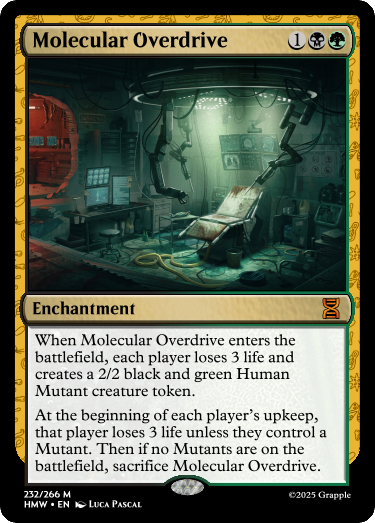 Molecular Overdrive 1
Enchantment
When Molecular Overdrive enters the
battlefield, each player loses 3 life and
creates a 2/2 black and green Human
Mutant creature token.
At the beginning of each player's upkeep,
that player loses 3 life unless they control a
Mutant. Then if no Mutants are on the
battlefield, sacrifice Molecular Overdrive.
232/266 M
HMW • EN Luca Pascal
©2025 Grapple